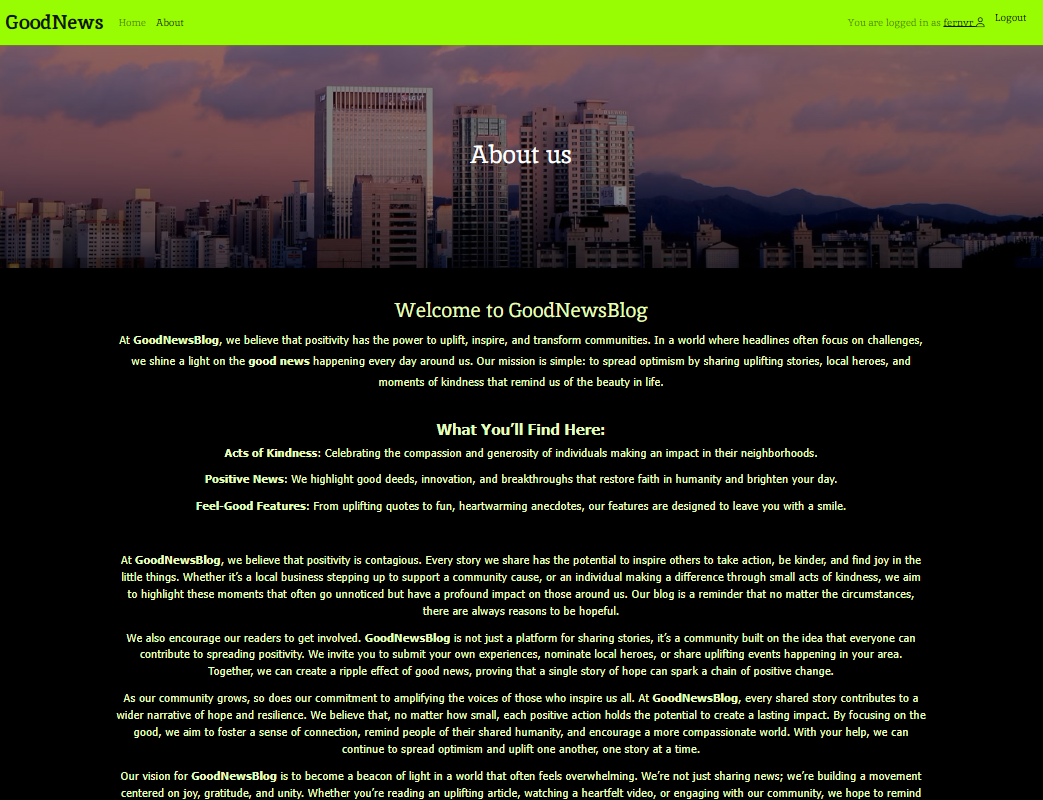 GoodNews Home About You are logged in as fernvr Logout
About us
Welcome to GoodNewsBlog
At GoodNewsBlog, we believe that positivity has the power to uplift, inspire, and transform communities. In a world where headlines often focus on challenges,
we shine a light on the good news happening every day around us. Our mission is simple: to spread optimism by sharing uplifting stories, local heroes, and
moments of kindness that remind us of the beauty in life.
What You’ll Find Here:
Acts of Kindness: Celebrating the compassion and generosity of individuals making an impact in their neighborhoods.
Positive News: We highlight good deeds, innovation, and breakthroughs that restore faith in humanity and brighten your day.
Feel-Good Features: From uplifting quotes to fun, heartwarming anecdotes, our features are designed to leave you with a smile.
At GoodNewsBlog, we believe that positivity is contagious. Every story we share has the potential to inspire others to take action, be kinder, and find joy in the
little things. Whether it’s a local business stepping up to support a community cause, or an individual making a difference through small acts of kindness, we aim
to highlight these moments that often go unnoticed but have a profound impact on those around us. Our blog is a reminder that no matter the circumstances,
there are always reasons to be hopeful.
We also encourage our readers to get involved. GoodNewsBlog is not just a platform for sharing stories, it’s a community built on the idea that everyone can
contribute to spreading positivity. We invite you to submit your own experiences, nominate local heroes, or share uplifting events happening in your area.
Together, we can create a ripple effect of good news, proving that a single story of hope can spark a chain of positive change.
As our community grows, so does our commitment to amplifying the voices of those who inspire us all. At GoodNewsBlog, every shared story contributes to a
wider narrative of hope and resilience. We believe that, no matter how small, each positive action holds the potential to create a lasting impact. By focusing on the
good, we aim to foster a sense of connection, remind people of their shared humanity, and encourage a more compassionate world. With your help, we can
continue to spread optimism and uplift one another, one story at a time.
Our vision for GoodNewsBlog is to become a beacon of light in a world that often feels overwhelming. We’re not just sharing news; we’re building a movement
centered on joy, gratitude, and unity. Whether you’re reading an uplifting article, watching a heartfelt video, or engaging with our community, we hope to remind